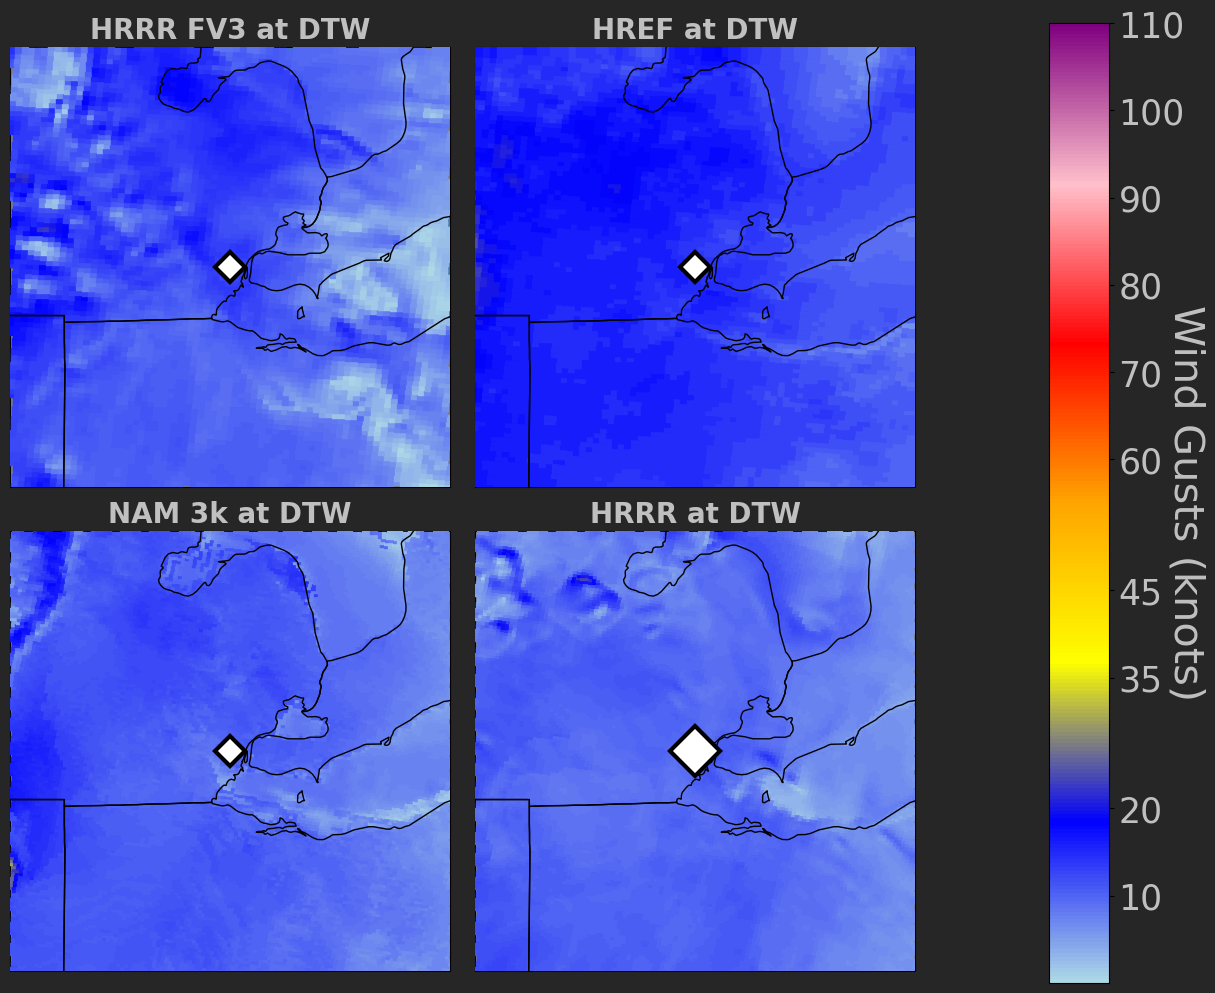 HRRR FV3 at DTW
HREF at DTW
NAM 3k at DTW
HRRR at DTW
110
100
90
80
70
60
45
35
20
10
Wind Gusts (knots)